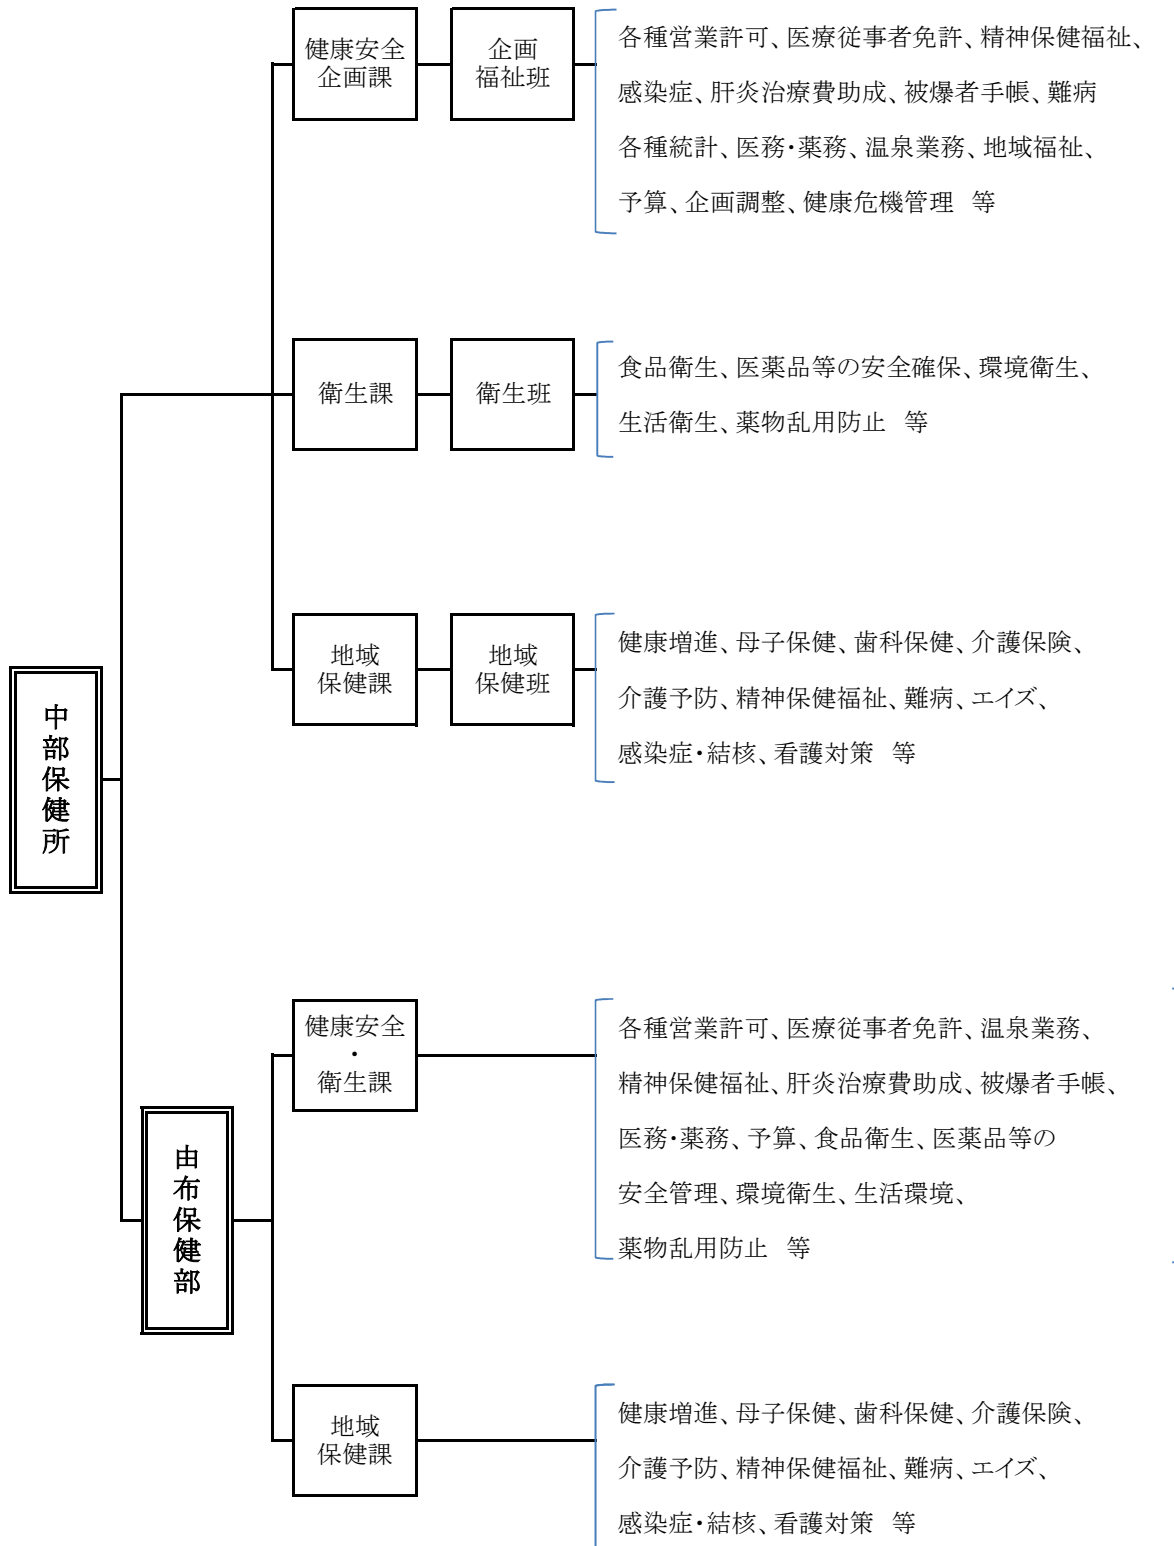 中部保健所
健康安全
企画課
企画
福祉班
各種営業許可、医療従事者免許、精神保健福祉、
感染症、肝炎治療費助成、被爆者手帳、難病
各種統計、医務・薬務、温泉業務、地域福祉、
予算、企画調整、健康危機管理　等
衛生課
衛生班
食品衛生、医薬品等の安全確保、環境衛生、
生活衛生、薬物乱用防止　等
地域
保健課
地域
保健班
健康増進、母子保健、歯科保健、介護保険、
介護予防、精神保健福祉、難病、エイズ、
感染症・結核、看護対策　等
由布保健部
健康安全
・
衛生課
各種営業許可、医療従事者免許、温泉業務、
精神保健福祉、肝炎治療費助成、被爆者手帳、
医務・薬務、予算、食品衛生、医薬品等の
安全管理、環境衛生、生活環境、
薬物乱用防止　等
地域
保健課
健康増進、母子保健、歯科保健、介護保険、
介護予防、精神保健福祉、難病、エイズ、
感染症・結核、看護対策　等